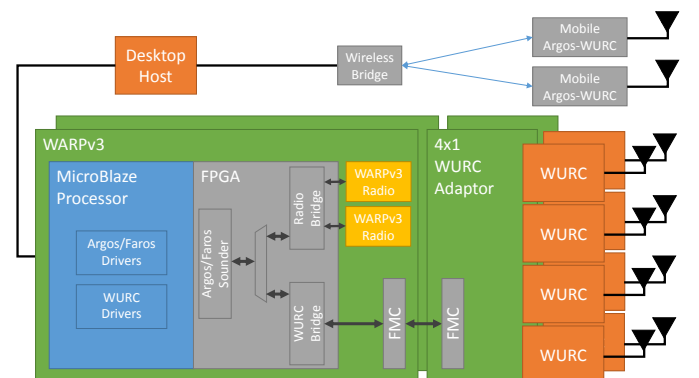 Desktop
Host
Wireless
Bridge
Mobile
Argos-WURC
Mobile
Argos-WURC
WARPv3
MicroBlaze
Processor
Argos/Faros
Drivers
WURC
Drivers
FPGA
Argos/Faros
Sounder
Radio
Bridge
WURC
Bridge
WARPv3
Radio
WARPv3
Radio
FMC
4x1
WURC
Adaptor
FMC
WURC
WURC
WURC
WURC